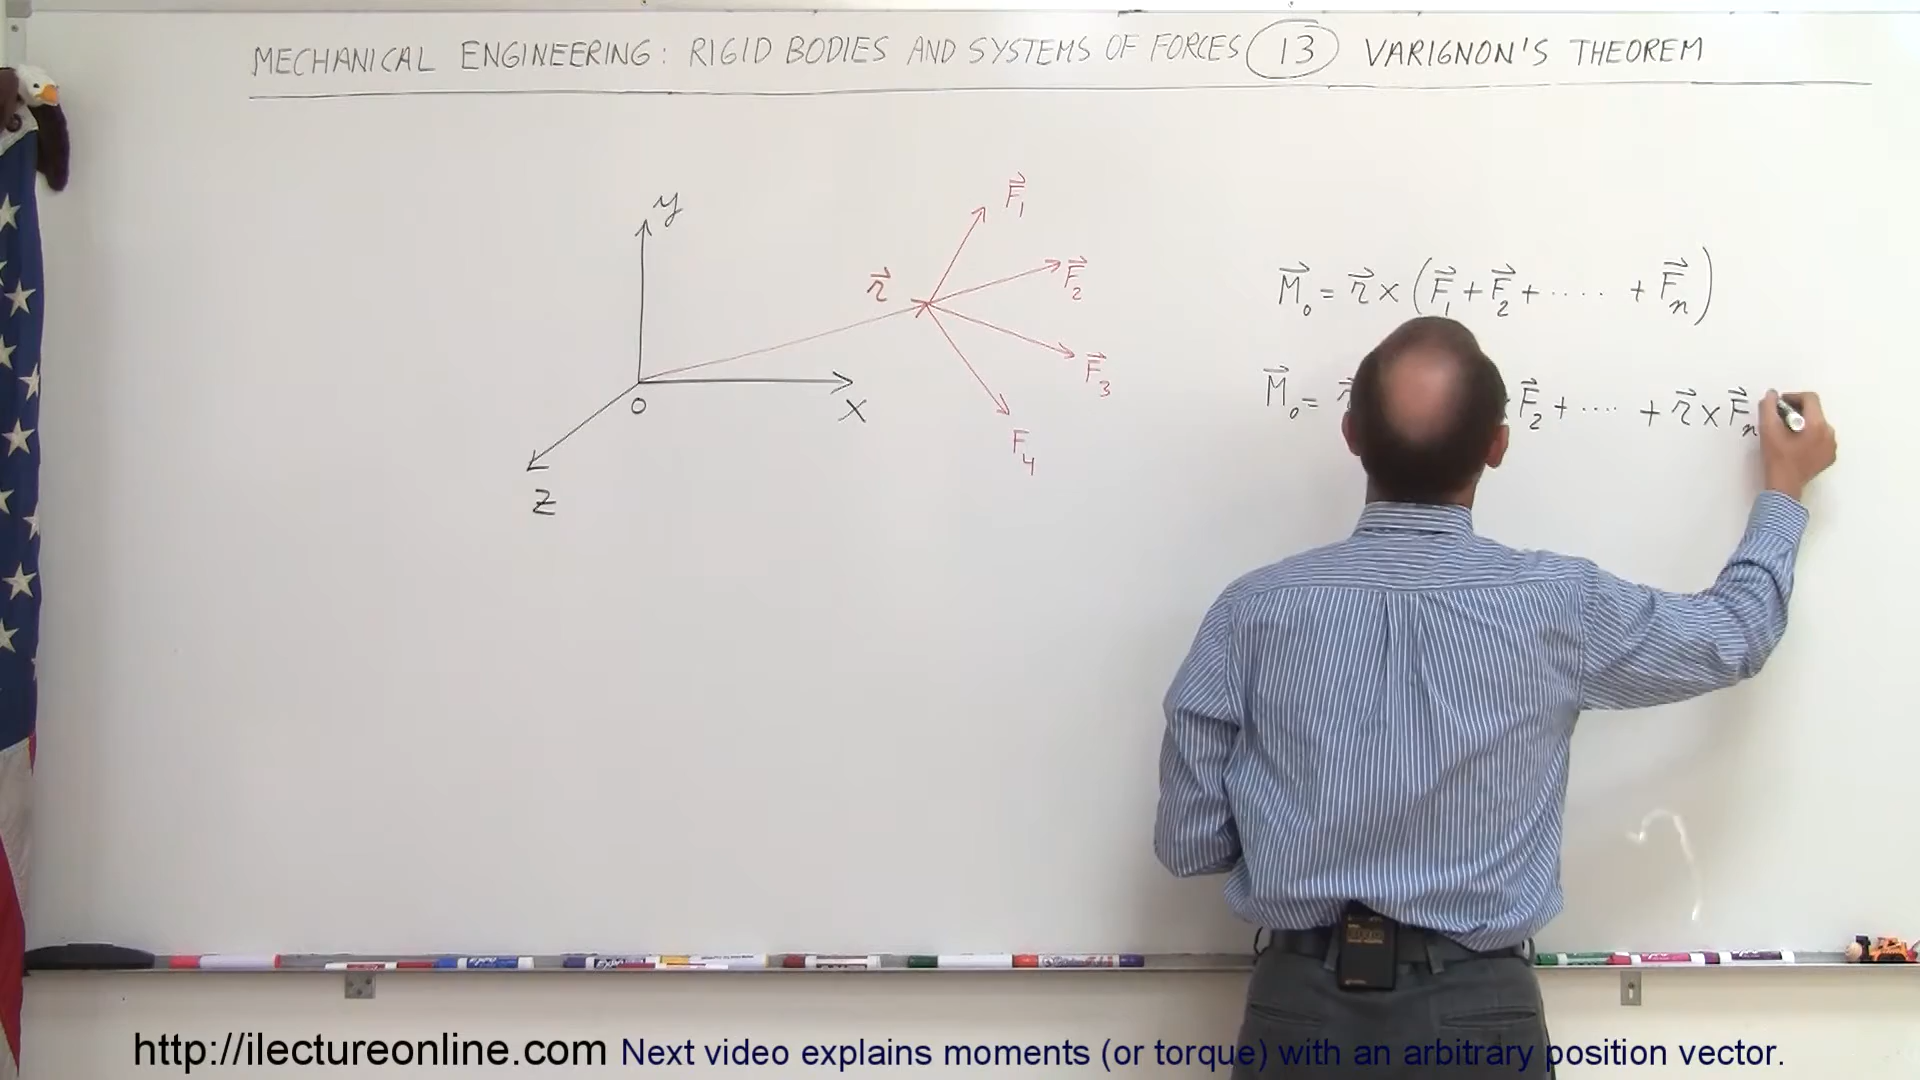 MECHANICAL ENGINEERING: RIGID BODIES AND SYSTEMS OF FORCES 13 VARIGNON'S THEOREM
y
F⃗₁
F⃗₂
r⃗
F⃗₃
F₄
O
X
Z
M⃗ₒ = r⃗ × (F⃗₁ + F⃗₂ + ..... + F⃗ₙ)
M⃗ₒ = r⃗ F⃗₂ + .... + r⃗ × F⃗ₙ
http://ilectureonline.com Next video explains moments (or torque) with an arbitrary position vector.